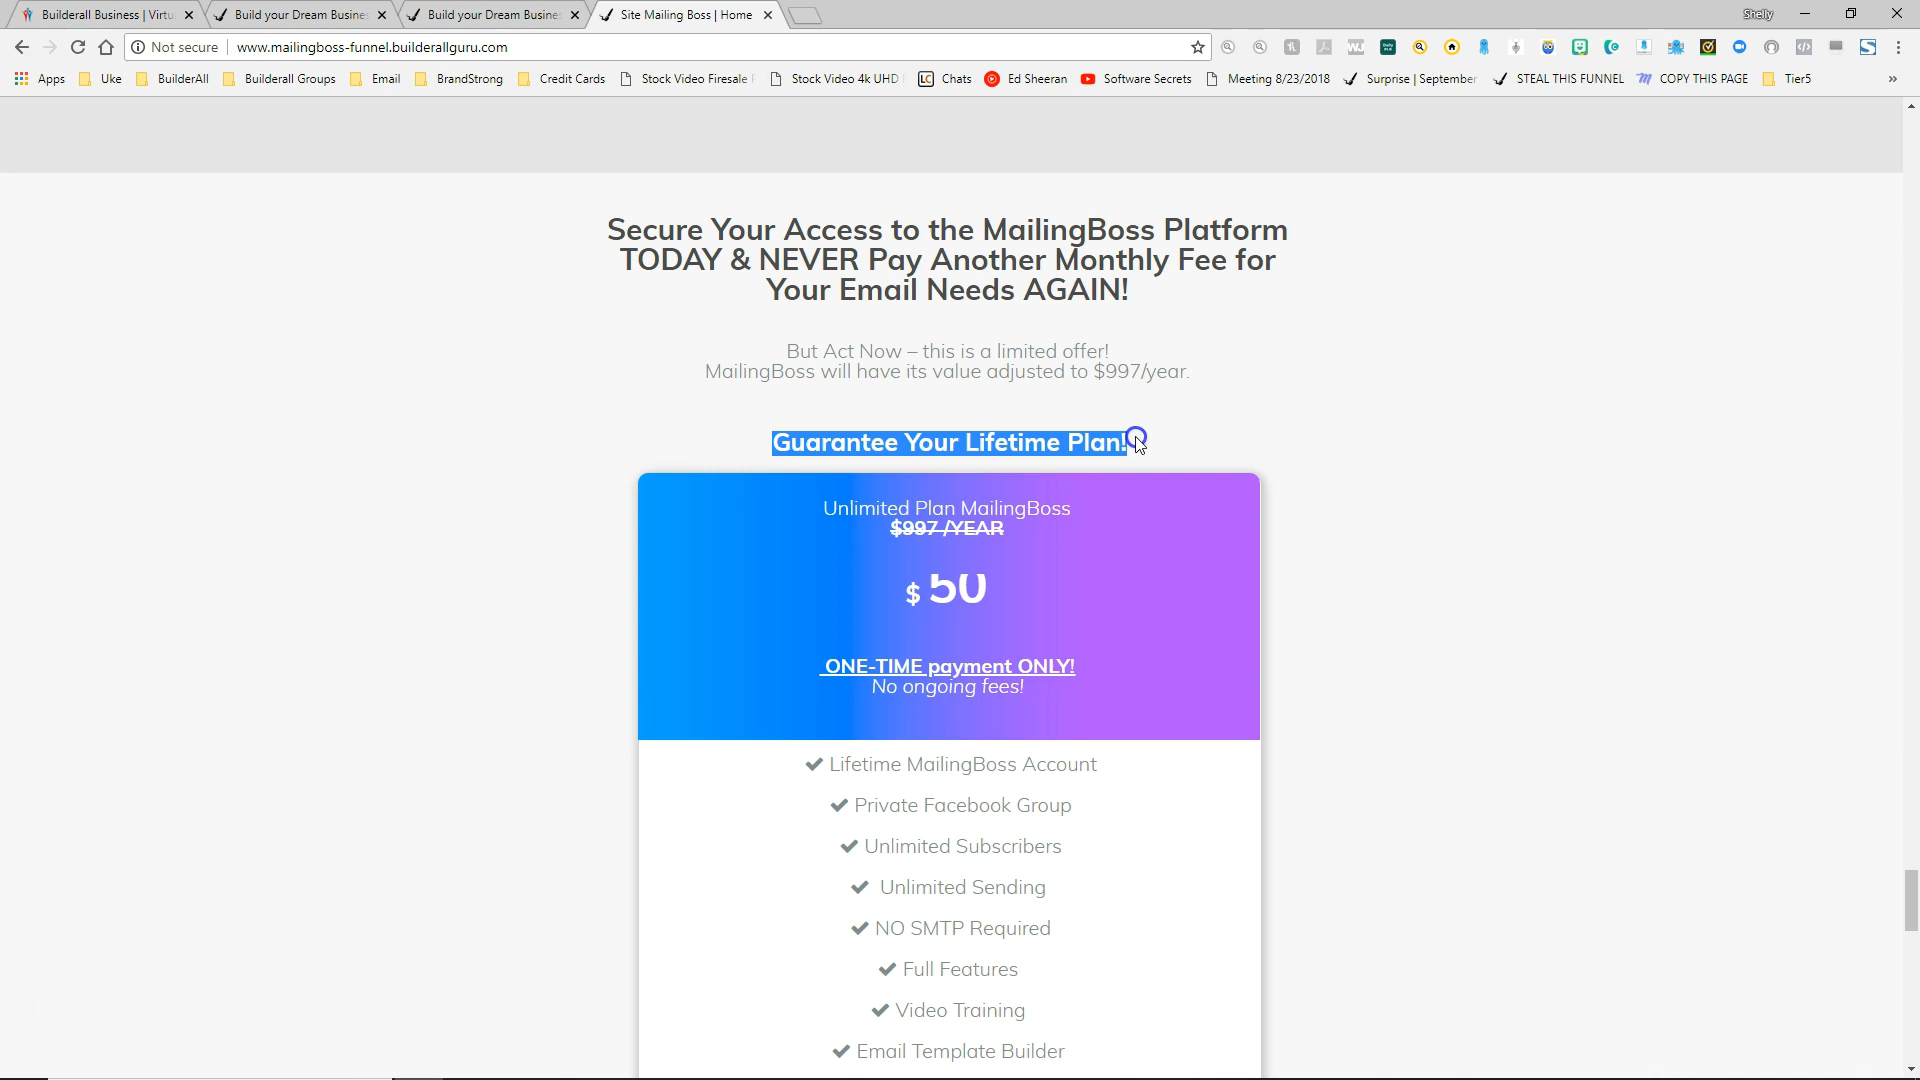 Builderall Business | Virtu
Build your Dream Busines
Build your Dream Busines
Site Mailing Boss | Home
Shelly
Not secure
www.mailingboss-funnel.builderallguru.com
Apps
Uke
BuilderAll
Builderall Groups
Email
BrandStrong
Credit Cards
Stock Video Firesale
Stock Video 4k UHD
LC
Chats
Ed Sheeran
Software Secrets
Meeting 8/23/2018
Surprise | September
STEAL THIS FUNNEL
COPY THIS PAGE
Tier5
Secure Your Access to the MailingBoss Platform
TODAY & NEVER Pay Another Monthly Fee for
Your Email Needs AGAIN!
But Act Now – this is a limited offer!
MailingBoss will have its value adjusted to $997/year.
Guarantee Your Lifetime Plan!
Unlimited Plan MailingBoss
$997 /YEAR
$ 50
ONE-TIME payment ONLY!
No ongoing fees!
Lifetime MailingBoss Account
Private Facebook Group
Unlimited Subscribers
Unlimited Sending
NO SMTP Required
Full Features
Video Training
Email Template Builder